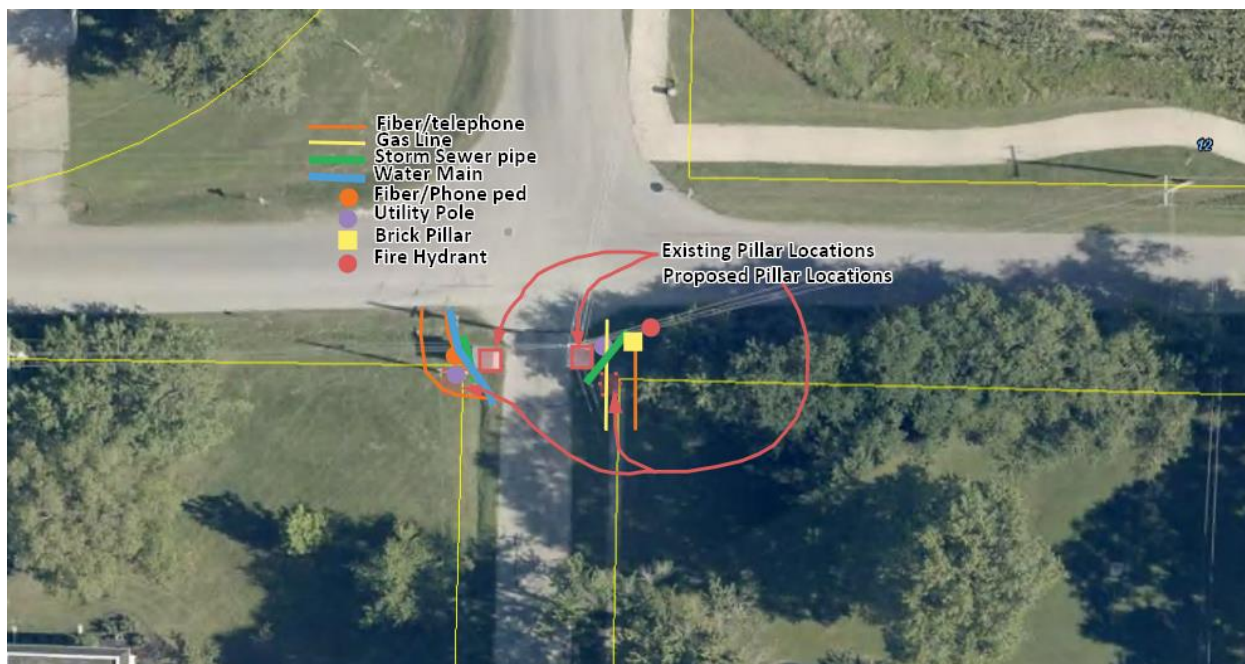 Fiber/telephone
Gas Line
Storm Sewer pipe
Water Main
Fiber/Phone ped
Utility Pole
Brick Pillar
Fire Hydrant
Existing Pillar Locations
Proposed Pillar Locations
12